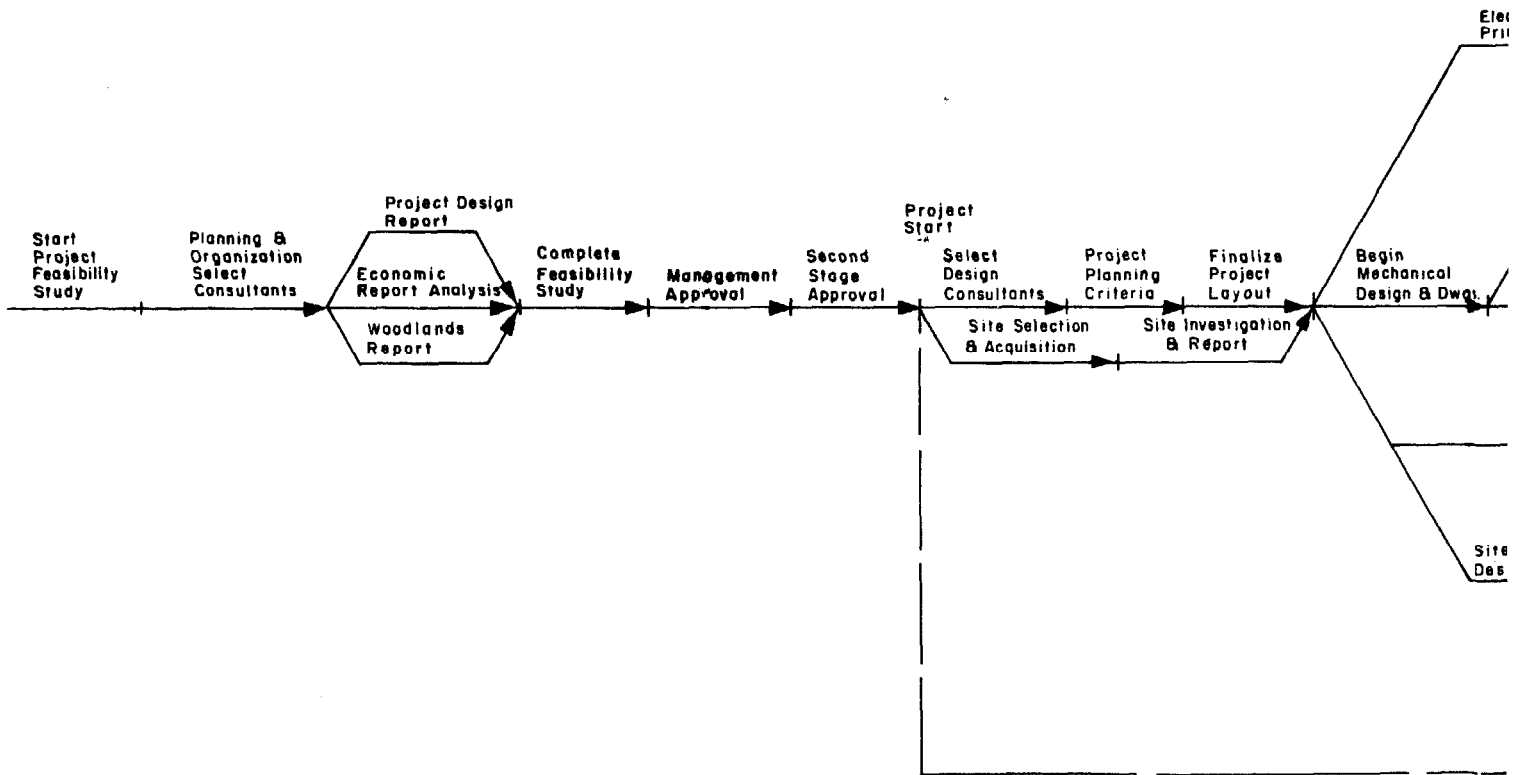 Start
Project
Feasibility
Study
Planning &
Organization
Select
Consultants
Project Design
Report
Economic
Report Analysis
Woodlands
Report
Complete
Feasibility
Study
Management
Approval
Second
Stage
Approval
Project
Start
Select
Design
Consultants
Site Selection
& Acquisition
Project
Planning
Criteria
Finalize
Project
Layout
Site Investigation
& Report
Begin
Mechanical
Design & Dwgs.
Site
Des